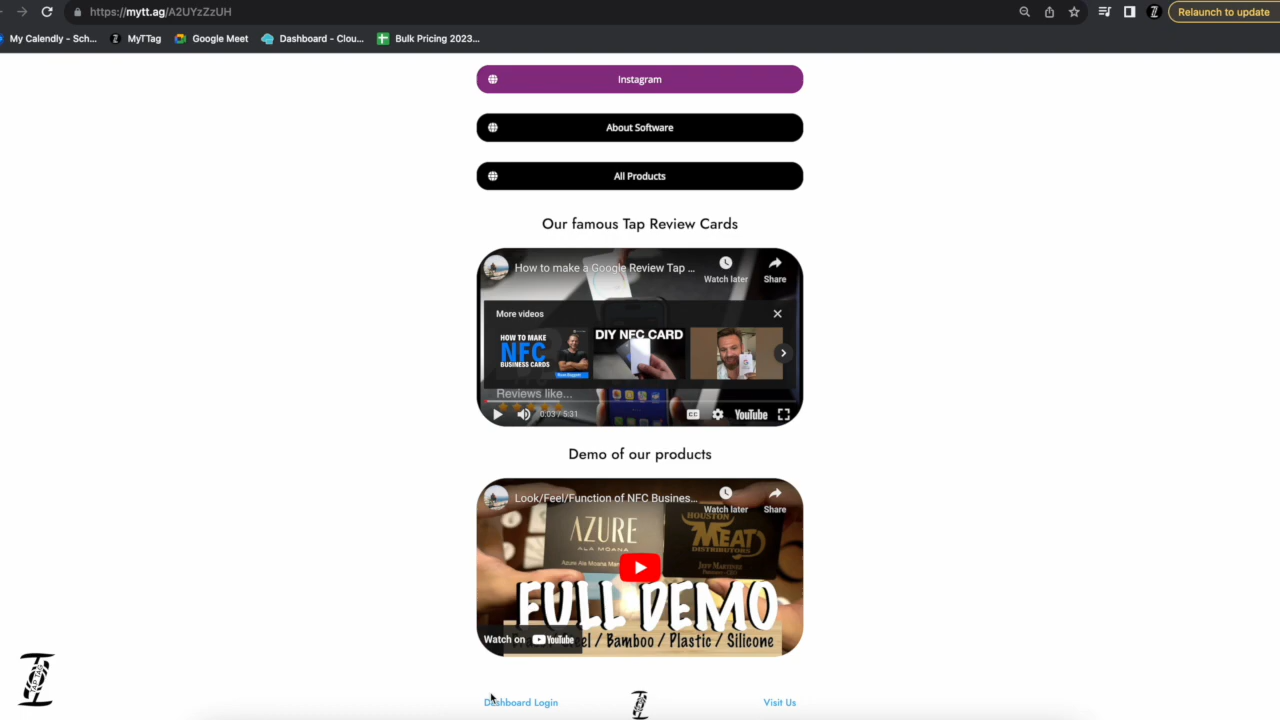 https://mytt.ag/A2UYzZzUH
Relaunch to update
My Calendly - Sch...
MyTTag
Google Meet
Dashboard - Clou...
Bulk Pricing 2023...
Instagram
About Software
All Products
Our famous Tap Review Cards
How to make a Google Review Tap ...
Watch later
Share
More videos
HOW TO MAKE
NFC
BUSINESS CARDS
DIY NFC CARD
Reviews like...
0:03 / 5:31
CC
YouTube
Demo of our products
Look/Feel/Function of NFC Busines...
Watch later
Share
AZURE
ALA MOANA
HOUSTON
MEAT
DISTRIBUTORS
JEFF MARTINEZ
FULL DEMO
Watch on YouTube
el / Bamboo / Plastic / Silicone
Dashboard Login
Visit Us